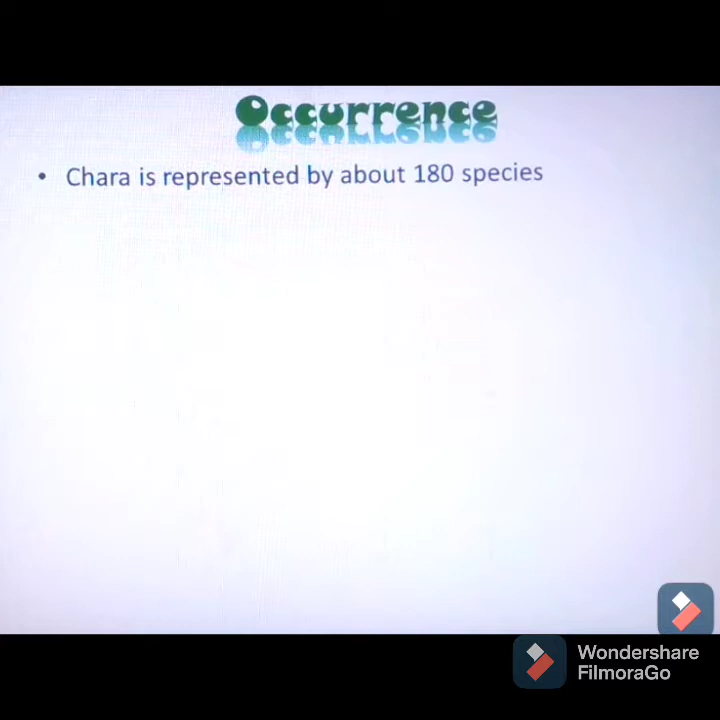 Occurrence
• Chara is represented by about 180 species
Wondershare
FilmoraGo